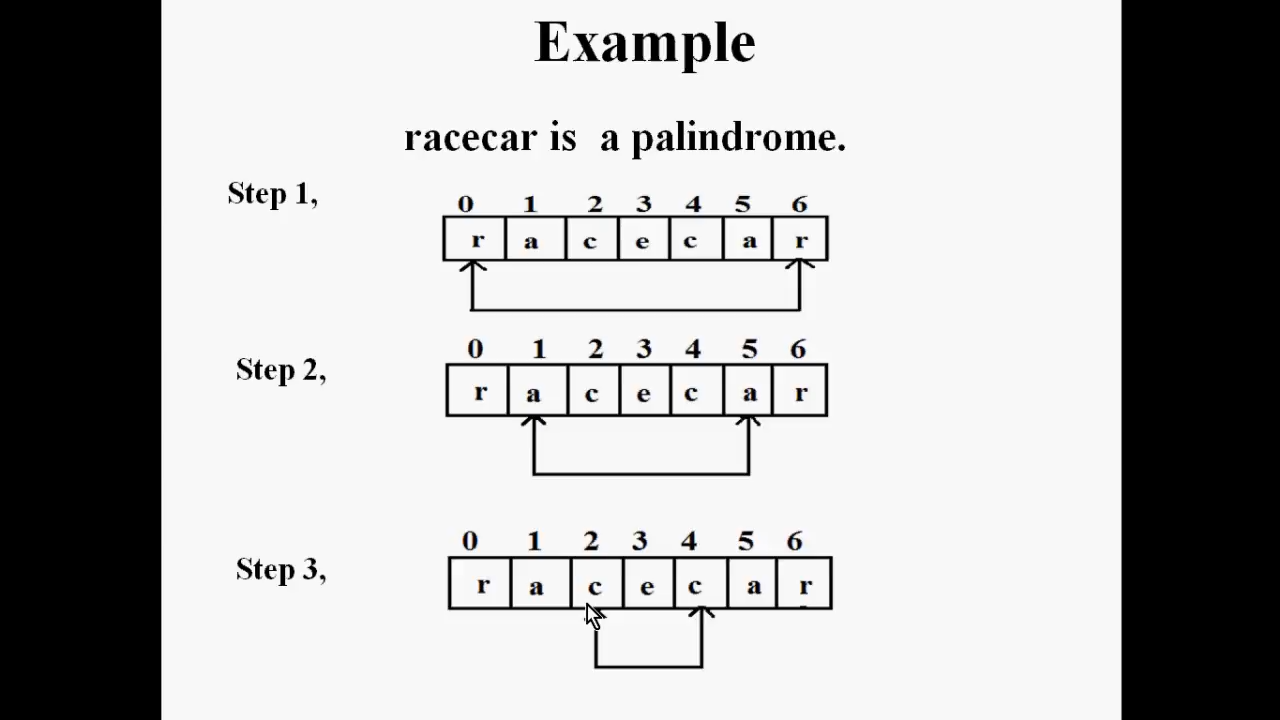 Example
racecar is a palindrome.
Step 1,
0 1 2 3 4 5 6
r a c e c a r
Step 2,
0 1 2 3 4 5 6
r a c e c a r
Step 3,
0 1 2 3 4 5 6
r a c e c a r